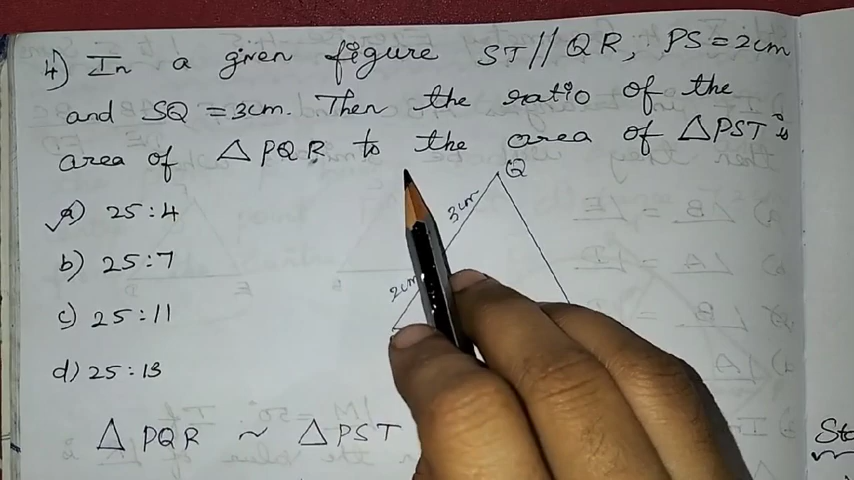 4) In a given figure ST // QR, PS = 2cm
and SQ = 3cm. Then the ratio of the
area of △ PQR to the area of △PST is
Q
a) 25:4
3cm
b) 25:7
2cm
c) 25:11
d) 25:13
△ PQR ~ △PST
St